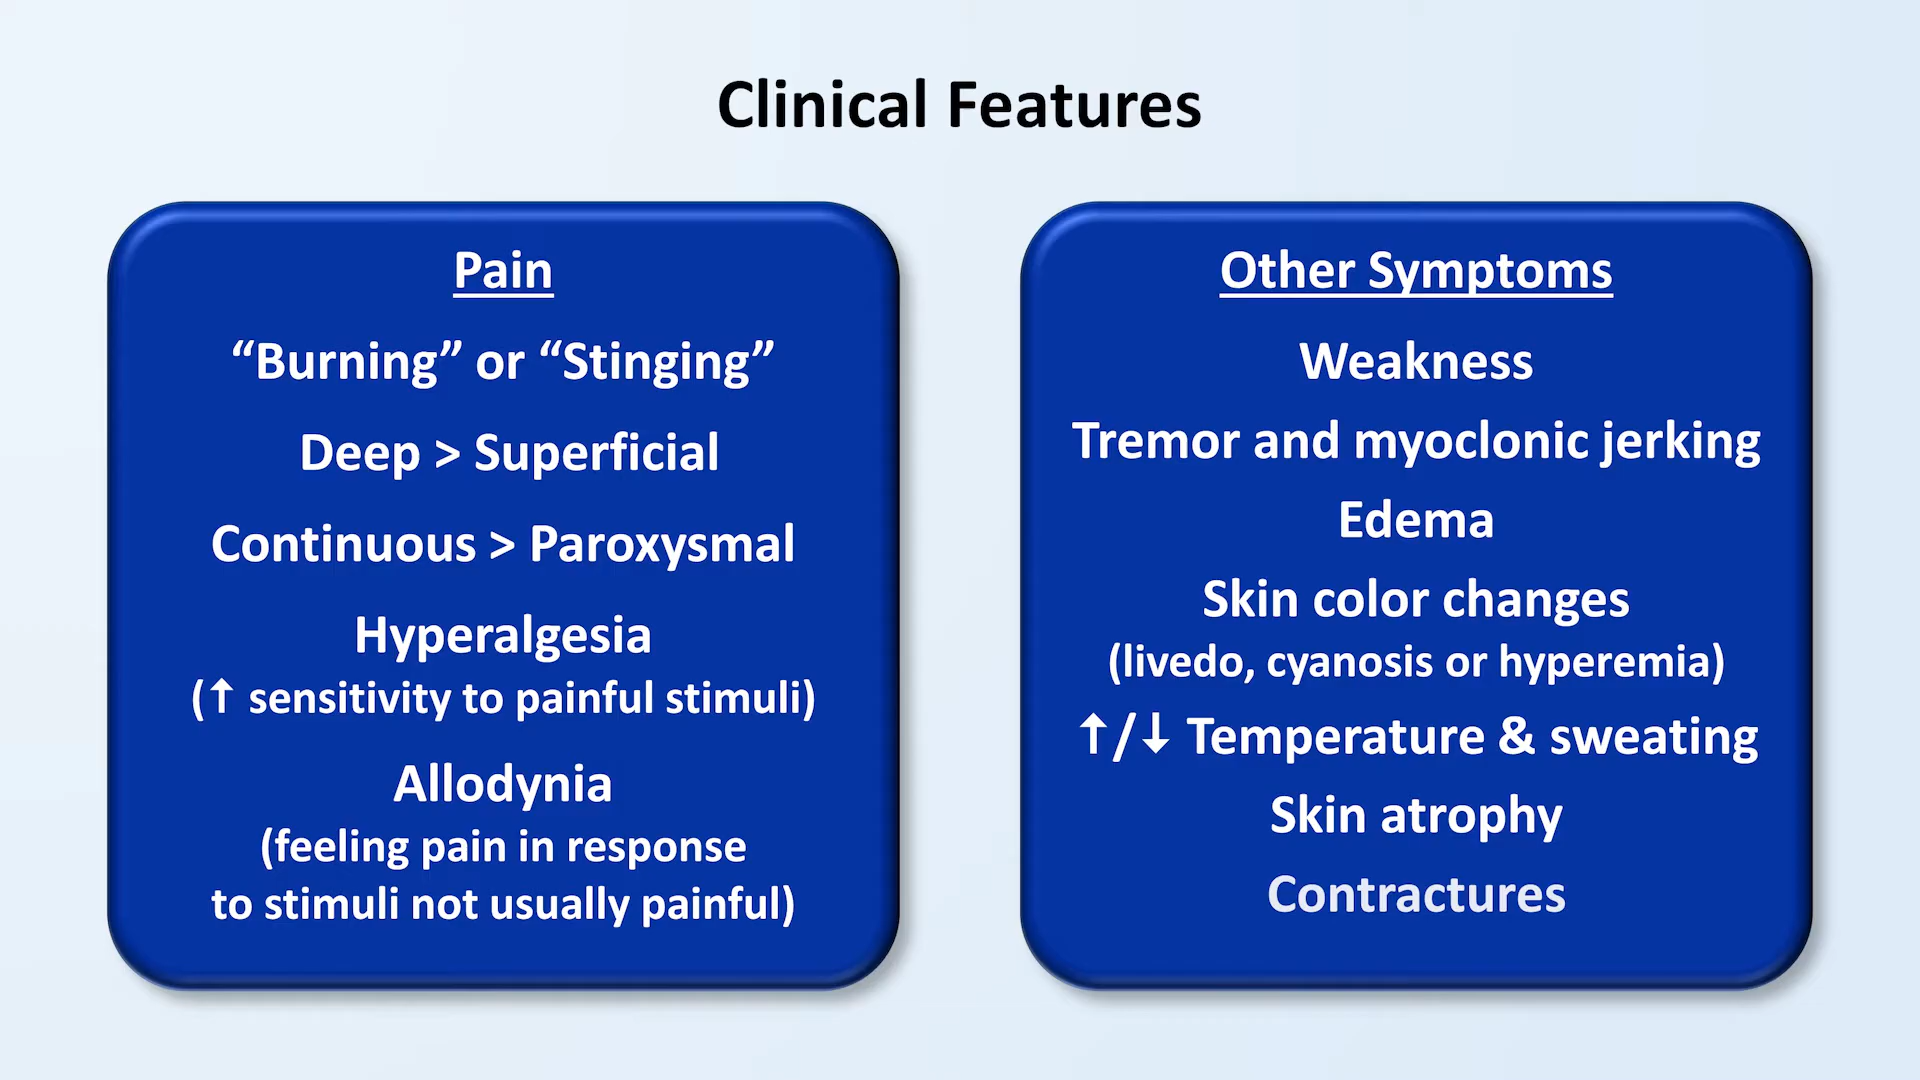 Clinical Features
Pain
“Burning” or “Stinging”
Deep > Superficial
Continuous > Paroxysmal
Hyperalgesia
(↑ sensitivity to painful stimuli)
Allodynia
(feeling pain in response
to stimuli not usually painful)
Other Symptoms
Weakness
Tremor and myoclonic jerking
Edema
Skin color changes
(livedo, cyanosis or hyperemia)
↑/↓ Temperature & sweating
Skin atrophy
Contractures